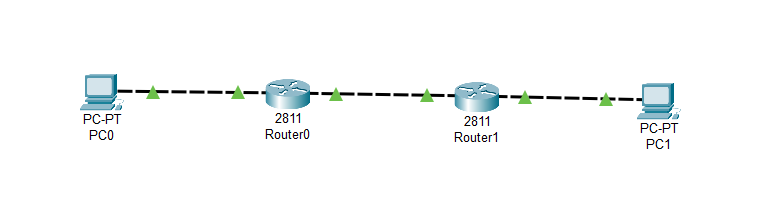 PC-PT
PC0
2811
Router0
2811
Router1
PC-PT
PC1